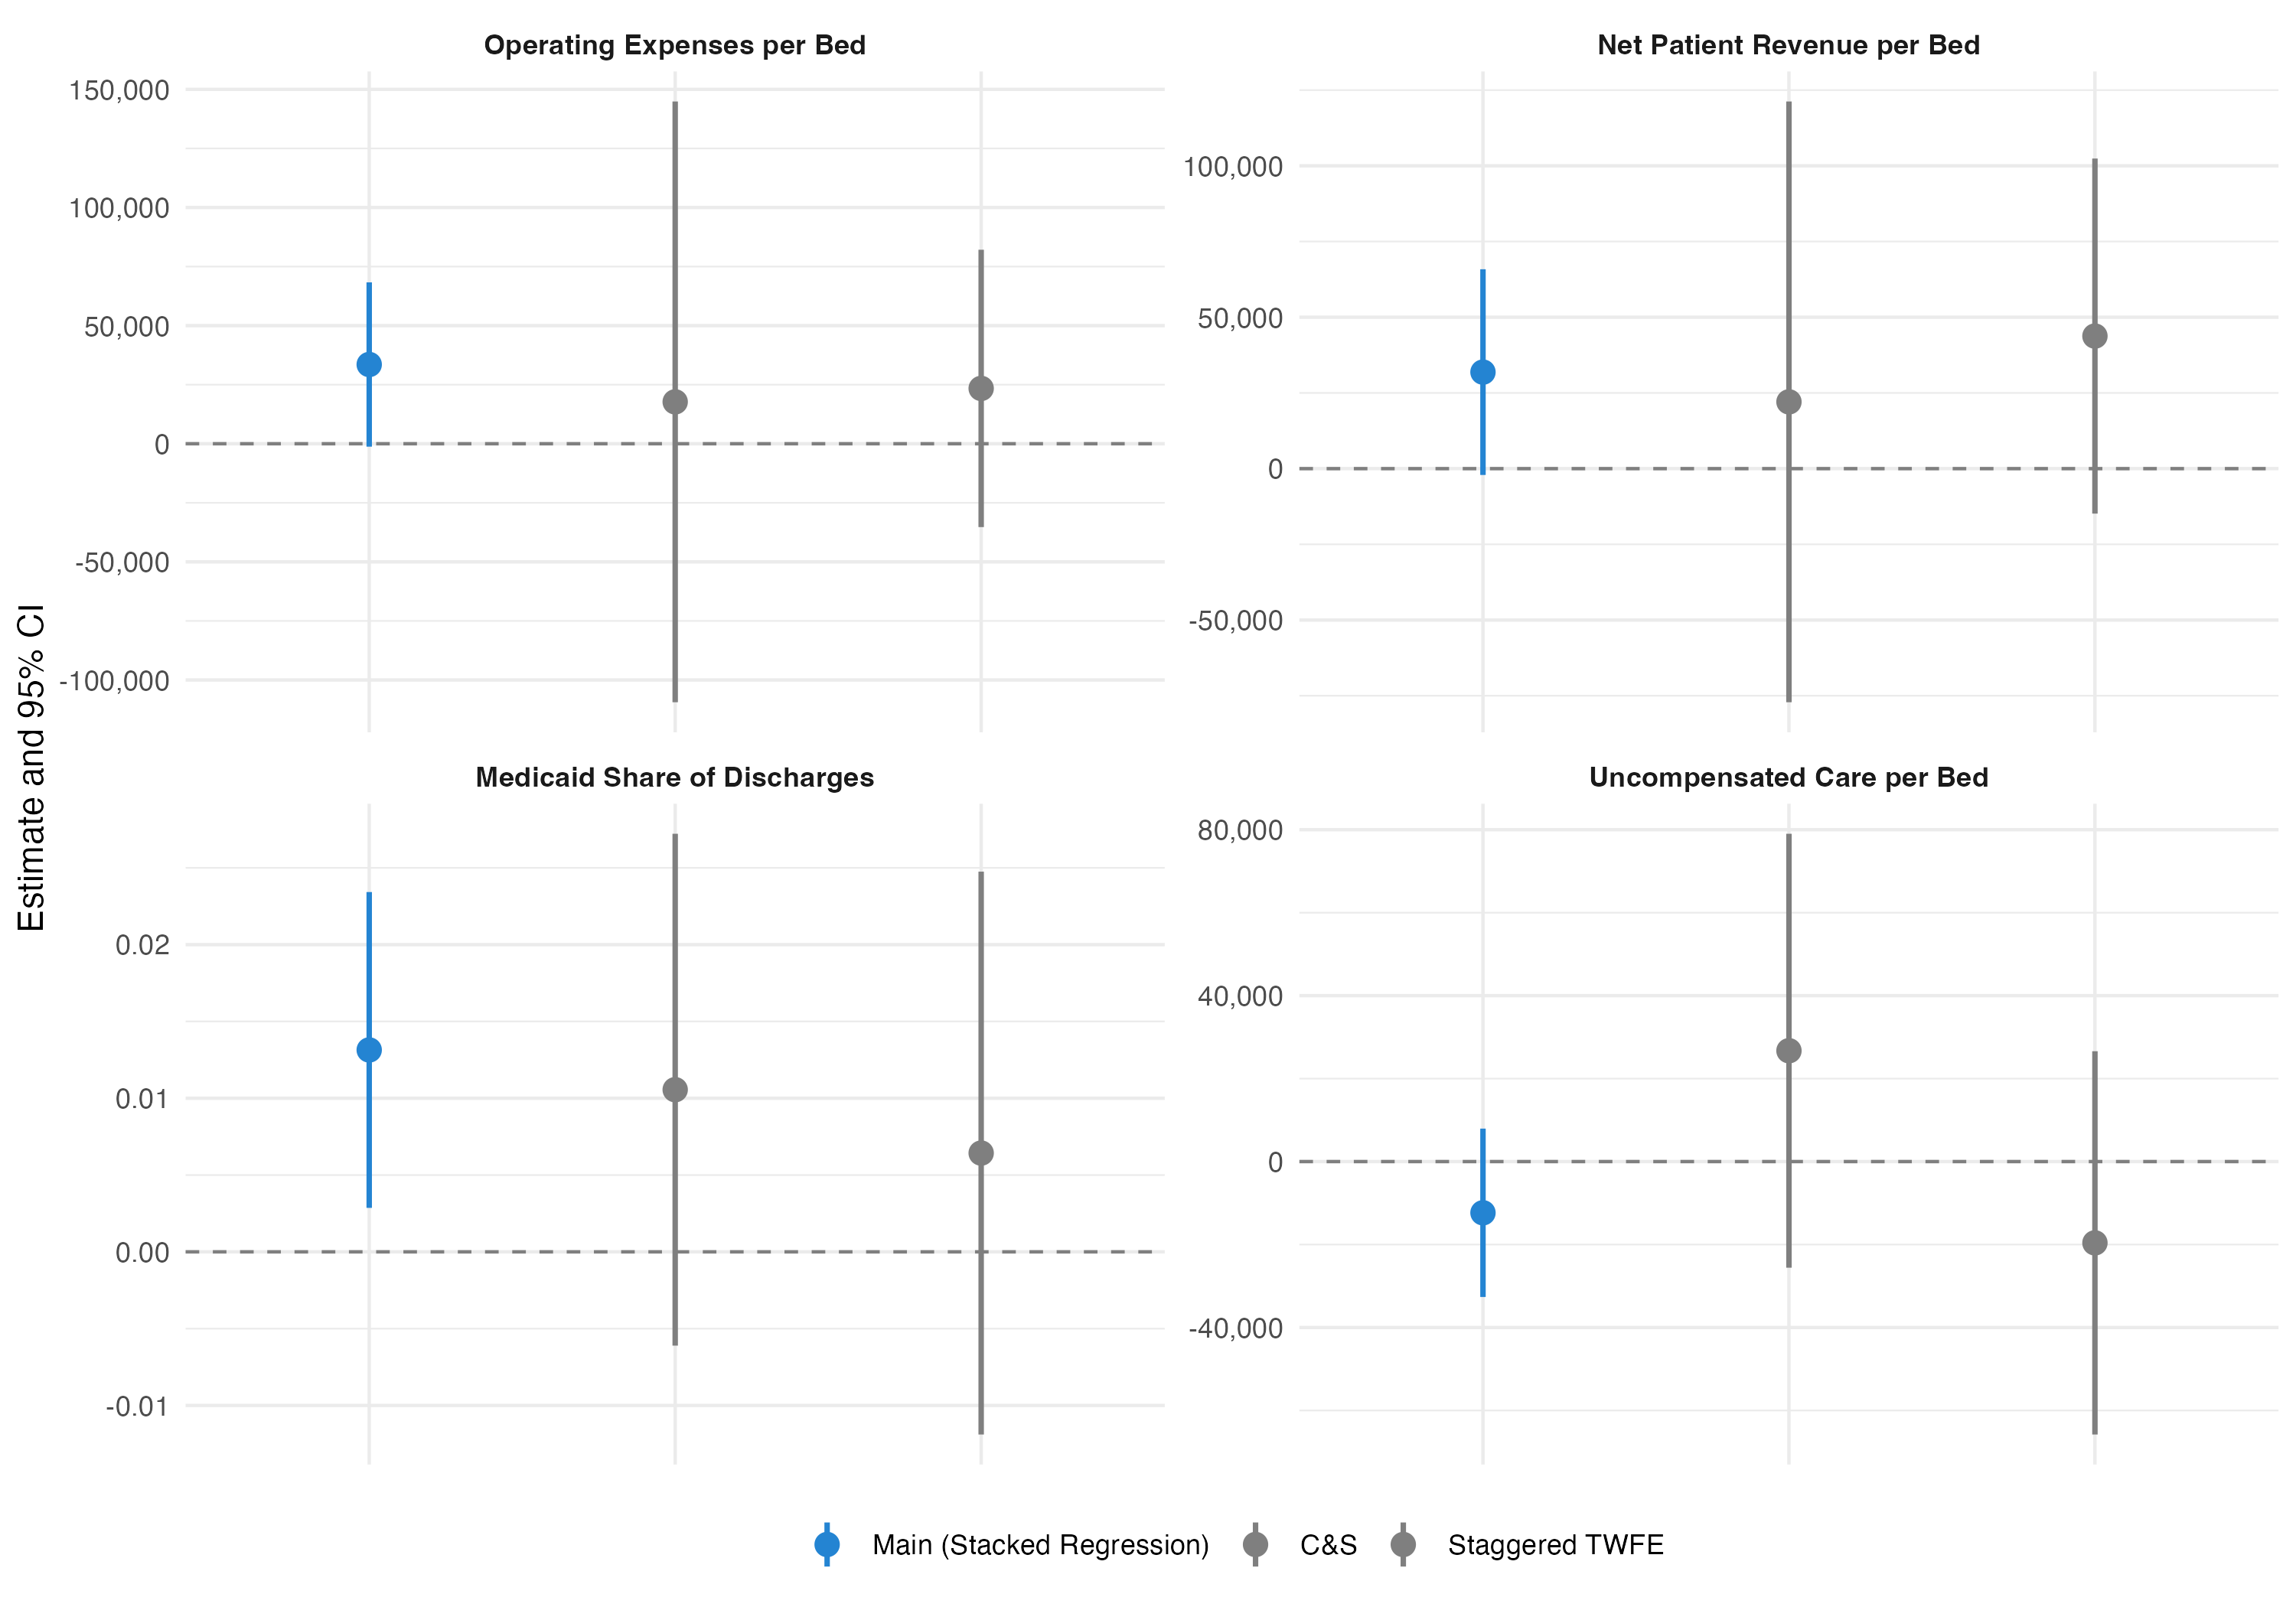 Operating Expenses per Bed
150,000
100,000
50,000
0
-50,000
-100,000
Net Patient Revenue per Bed
100,000
50,000
0
-50,000
Estimate and 95% CI
Medicaid Share of Discharges
0.02
0.01
0.00
-0.01
Uncompensated Care per Bed
80,000
40,000
0
-40,000
Main (Stacked Regression)
C&S
Staggered TWFE